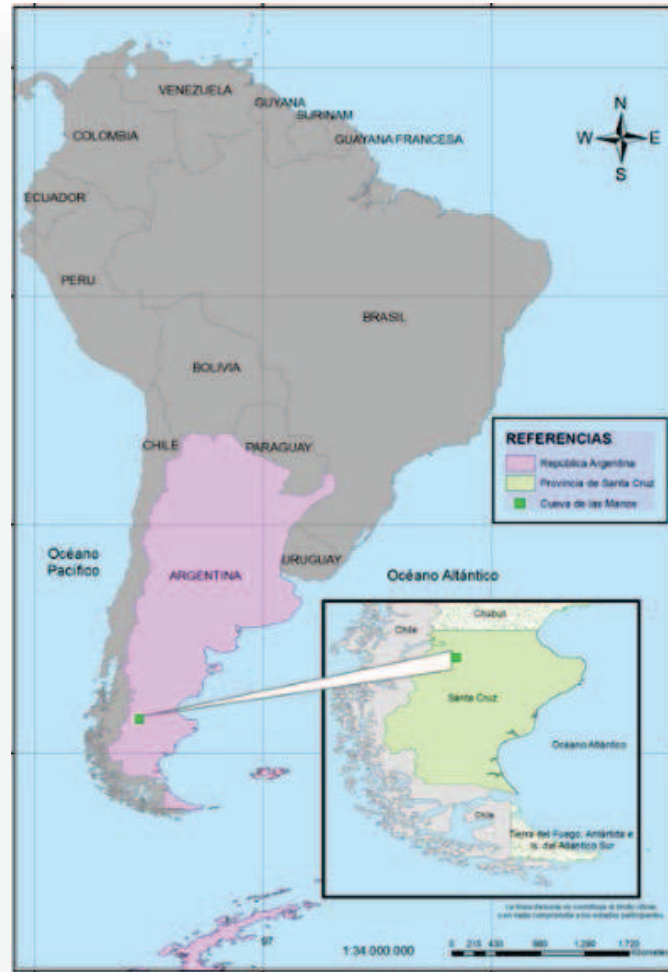 VENEZUELA
GUYANA
SURINAM
COLOMBIA
GUAYANA FRANCESA
N
W E
S
ECUADOR
PERU
BRASIL
BOLIVIA
CHILE
PARAGUAY
REFERENCIAS
República Argentina
Provincia de Santa Cruz
Cueva de las Manos
Océano
Pacífico
ARGENTINA
URUGUAY
Océano Atlántico
Chubut
Chile
Santa Cruz
Océano Atlántico
Chile
Tierra del Fuego, Antártida e
Is. del Atlántico Sur
97
1:34.000.000
0 215 430 860 1.290 1.720